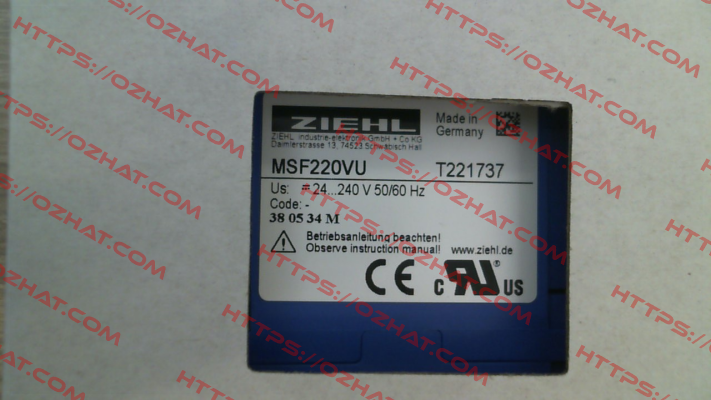 ZIEHL
Made in
Germany
ZIEHL industrie-elektronik GmbH + Co KG
Daimlerstrasse 13, 74523 Schwäbisch Hall
MSF220VU T221737
Us: ≂ 24...240 V 50/60 Hz
Code: -
38 05 34 M
Betriebsanleitung beachten!
Observe instruction manual! www.ziehl.de
CE c RU ® US
HTTPS://OZHAT.COM